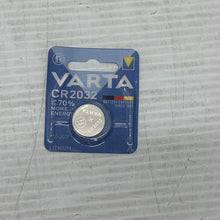 VARTA
CR2032
70%
MORE
ENERGY
LITHIUM